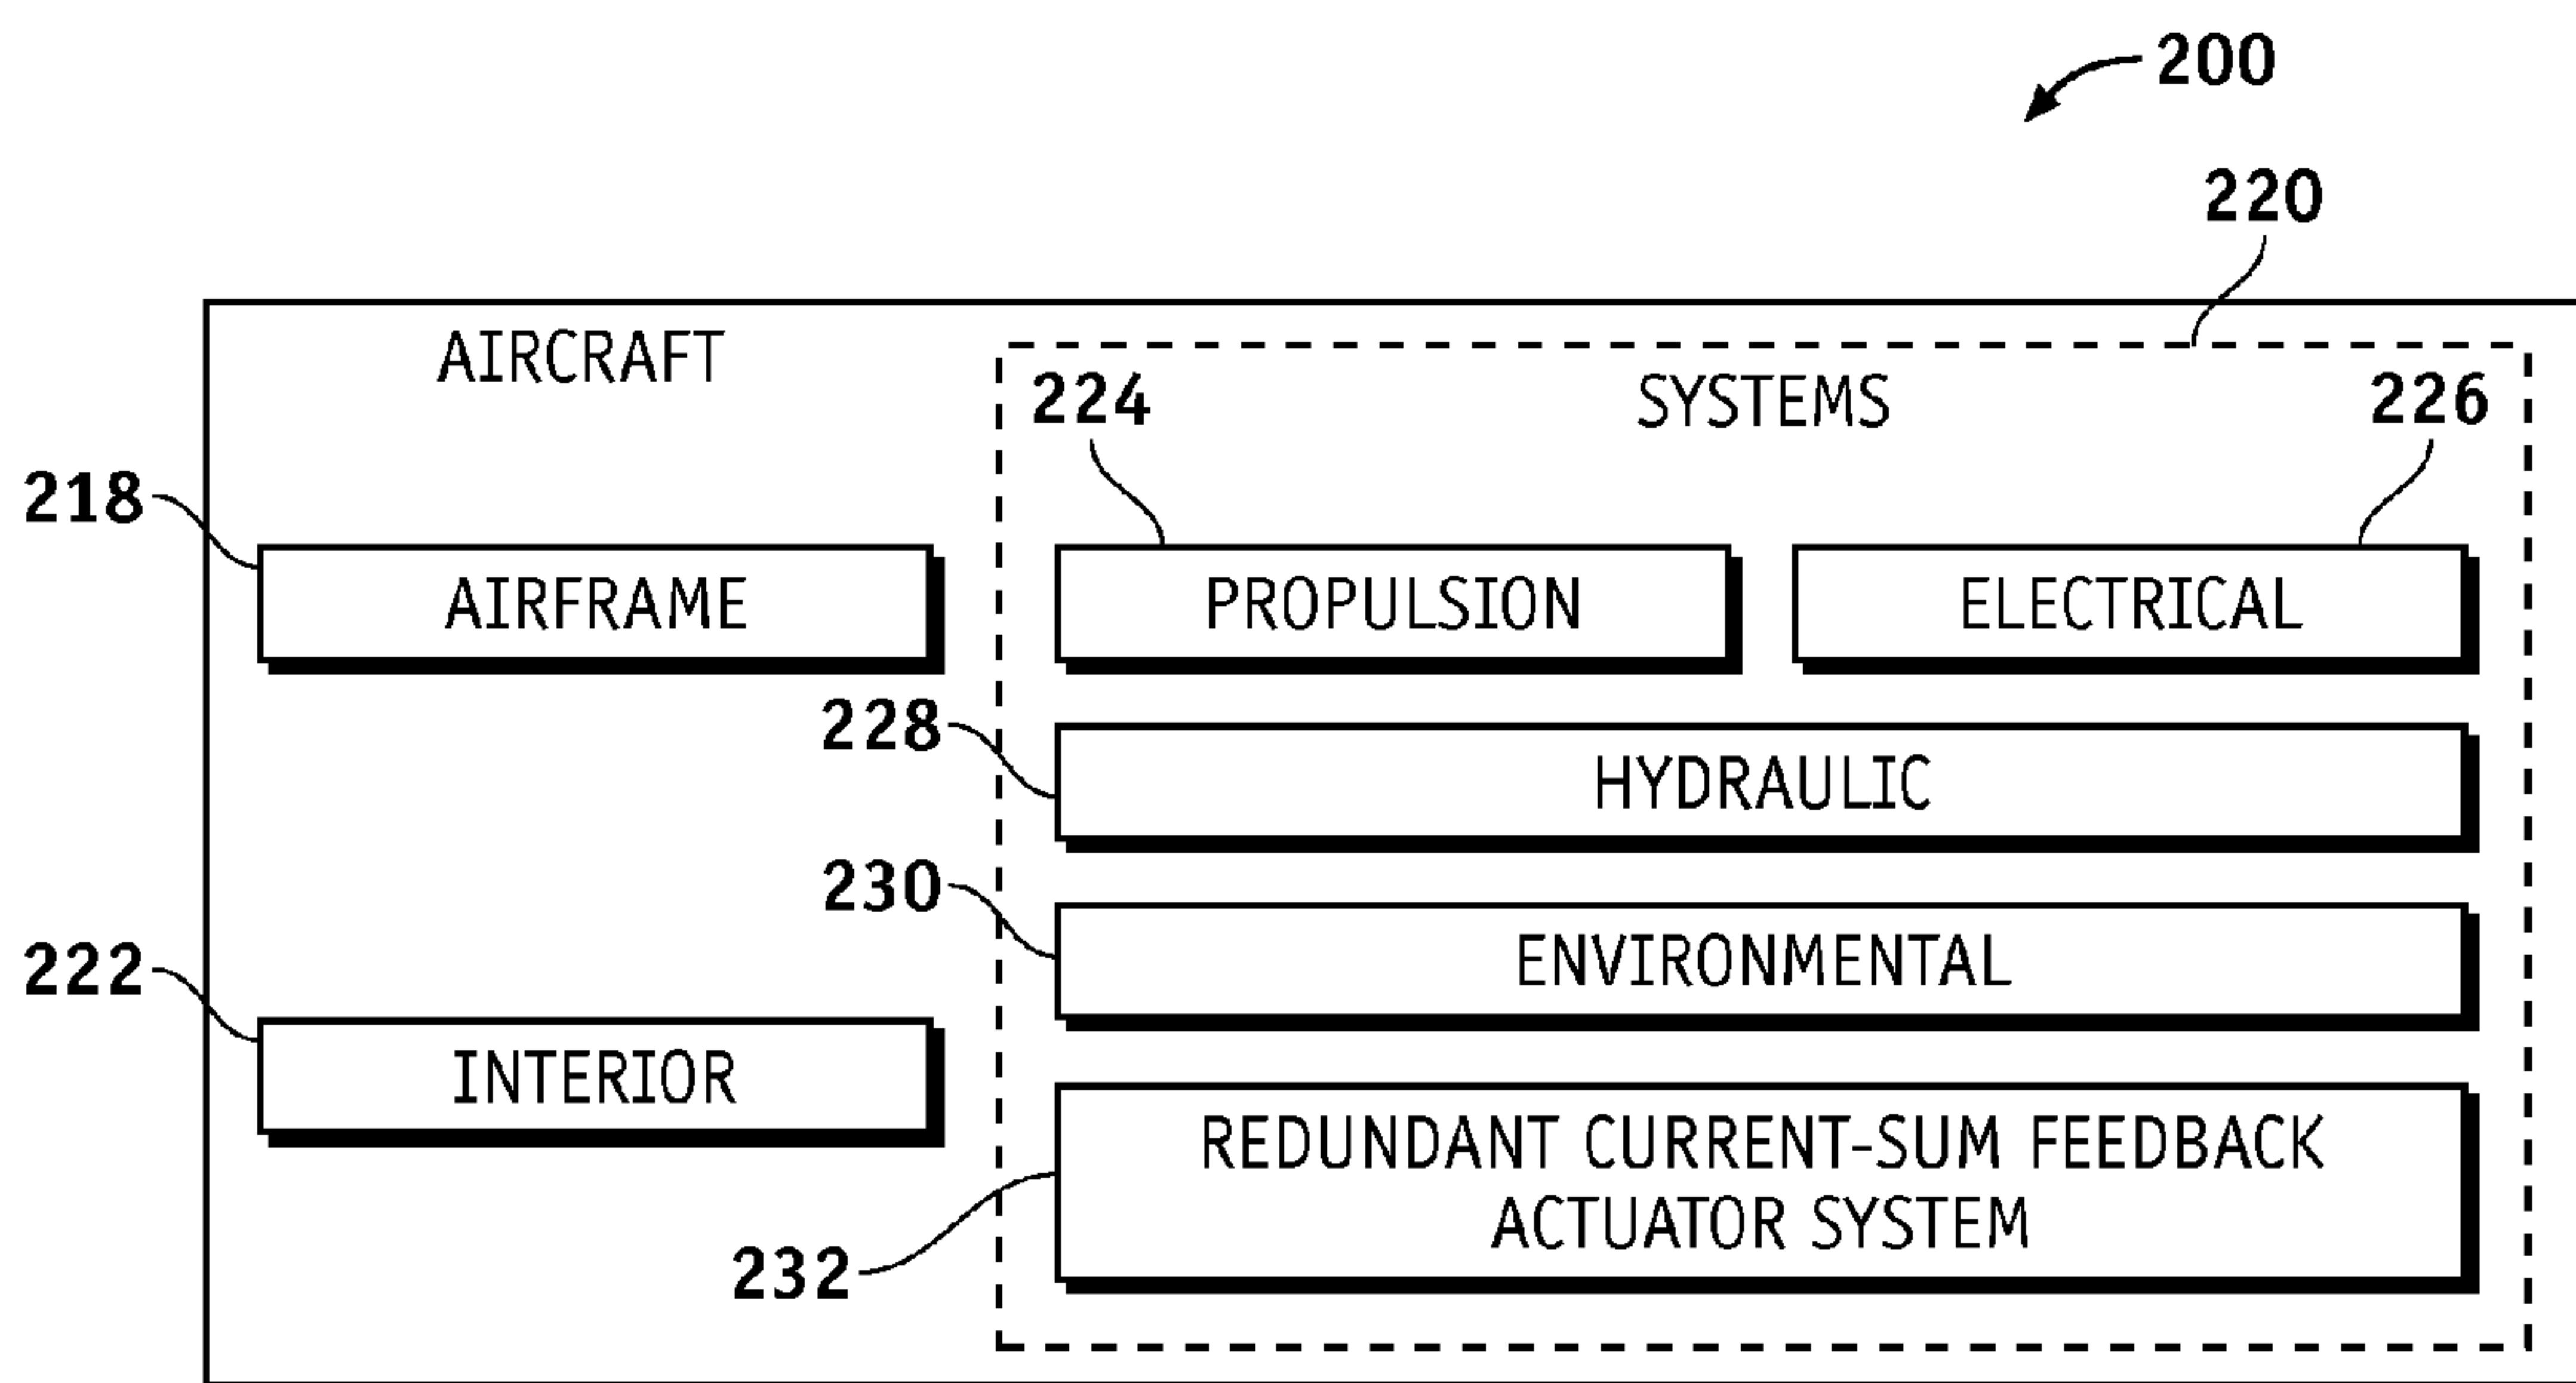 200
220
AIRCRAFT
SYSTEMS
224
226
218
AIRFRAME
PROPULSION
ELECTRICAL
228
HYDRAULIC
230
ENVIRONMENTAL
222
INTERIOR
REDUNDANT CURRENT-SUM FEEDBACK
ACTUATOR SYSTEM
232